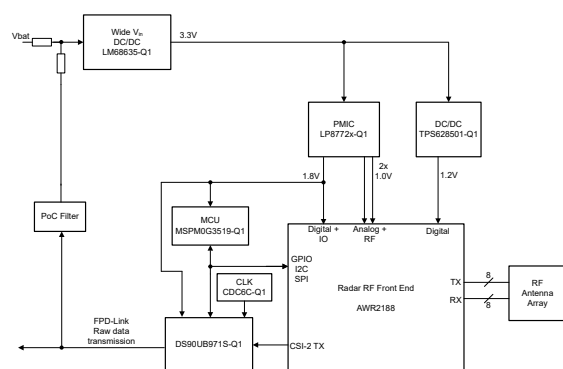 Vbat
Wide Vin
DC/DC
LM68635-Q1
3.3V
PMIC
LP8772x-Q1
DC/DC
TPS628501-Q1
1.8V
2x
1.0V
1.2V
PoC Filter
MCU
MSPM0G3519-Q1
Digital +
IO
Analog +
RF
Digital
GPIO
I2C
SPI
CLK
CDC6C-Q1
Radar RF Front End
AWR2188
TX
8
RX
8
RF
Antenna
Array
FPD-Link
Raw data
transmission
DS90UB971S-Q1
CSI-2 TX